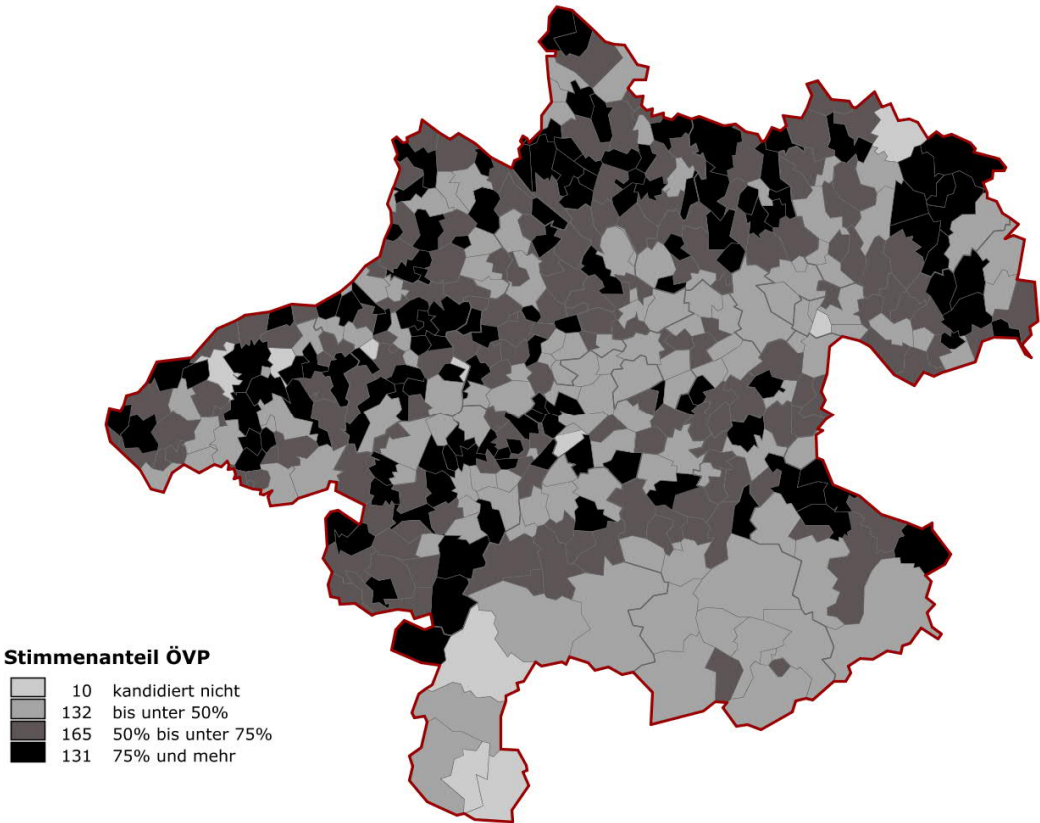 Stimmenanteil ÖVP
10 kandidiert nicht
132 bis unter 50%
165 50% bis unter 75%
131 75% und mehr